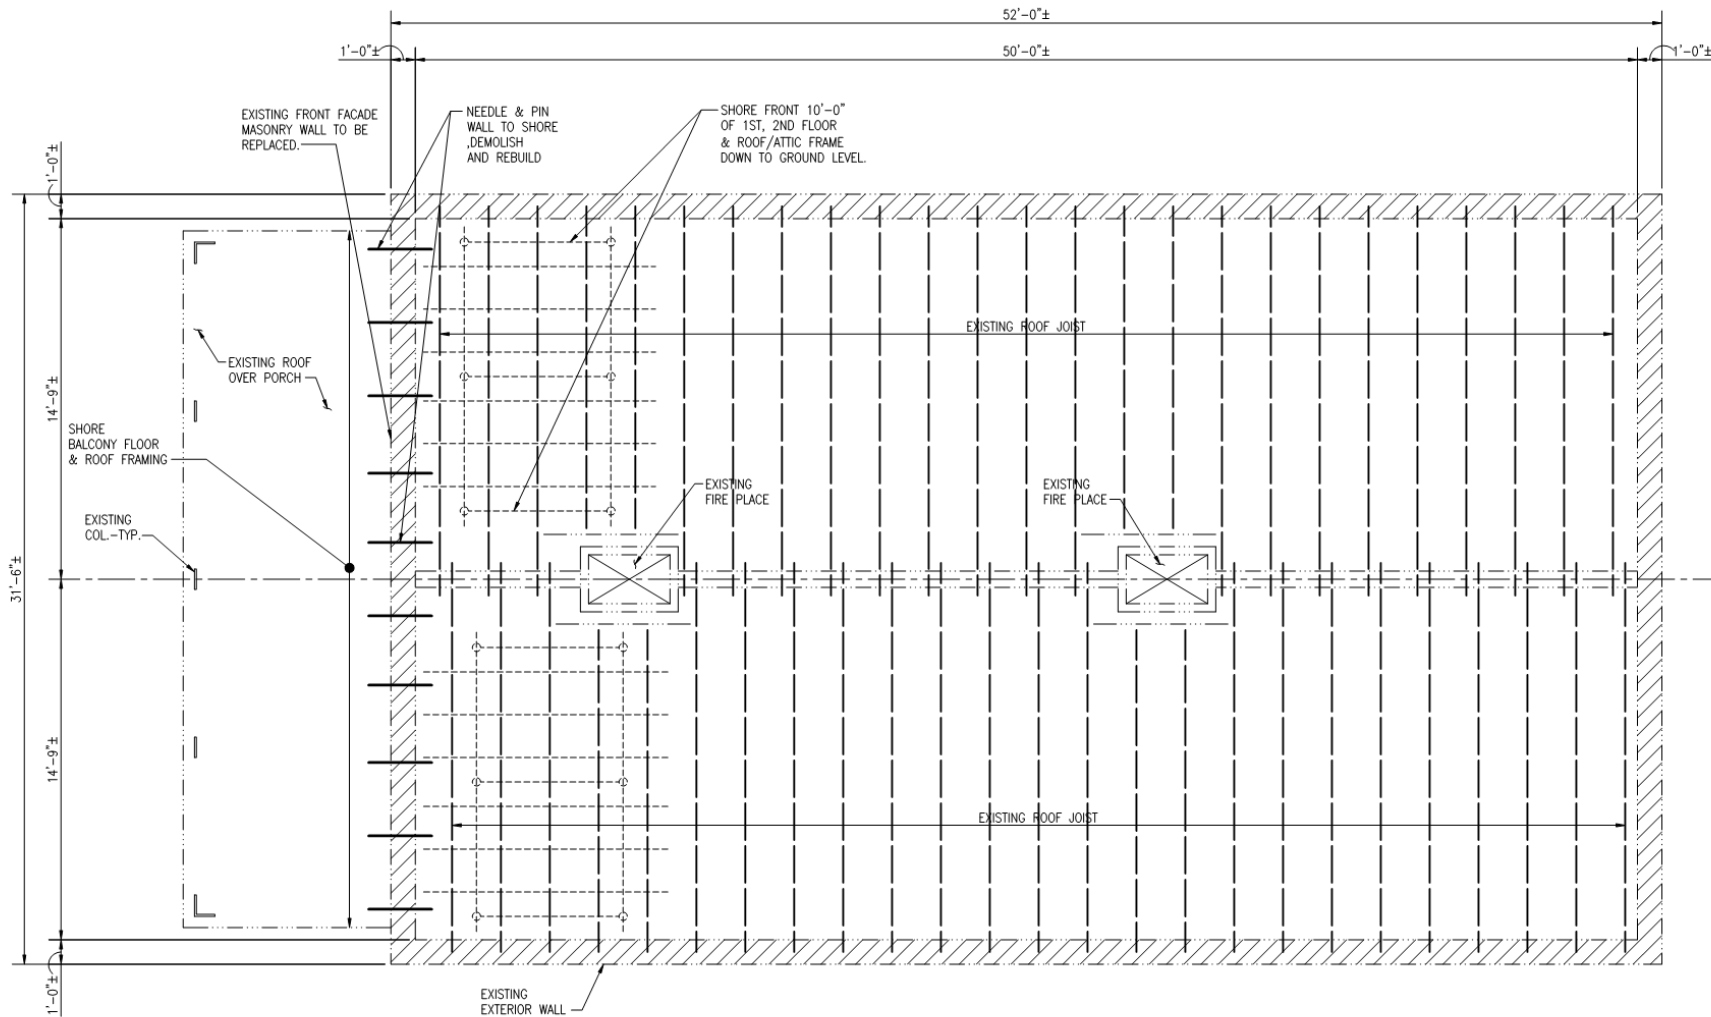 52'-0"±
1'-0"±
50'-0"±
1'-0"±
EXISTING FRONT FACADE
MASONRY WALL TO BE
REPLACED.
NEEDLE & PIN
WALL TO SHORE
,DEMOLISH
AND REBUILD
SHORE FRONT 10'-0"
OF 1ST, 2ND FLOOR
& ROOF/ATTIC FRAME
DOWN TO GROUND LEVEL.
1'-0"±
EXISTING ROOF JOIST
EXISTING ROOF
OVER PORCH
14'-9"±
SHORE
BALCONY FLOOR
& ROOF FRAMING
EXISTING
FIRE PLACE
EXISTING
FIRE PLACE
EXISTING
COL.-TYP.
31'-6"±
14'-9"±
EXISTING ROOF JOIST
1'-0"±
EXISTING
EXTERIOR WALL